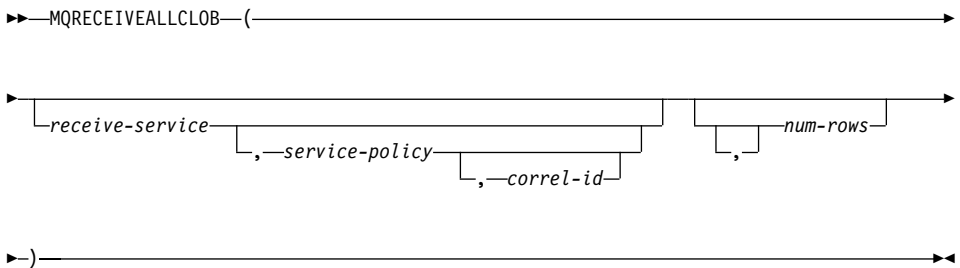 MQRECEIVEALLCLOB (
receive-service
, service-policy
, correl-id
, num-rows
)